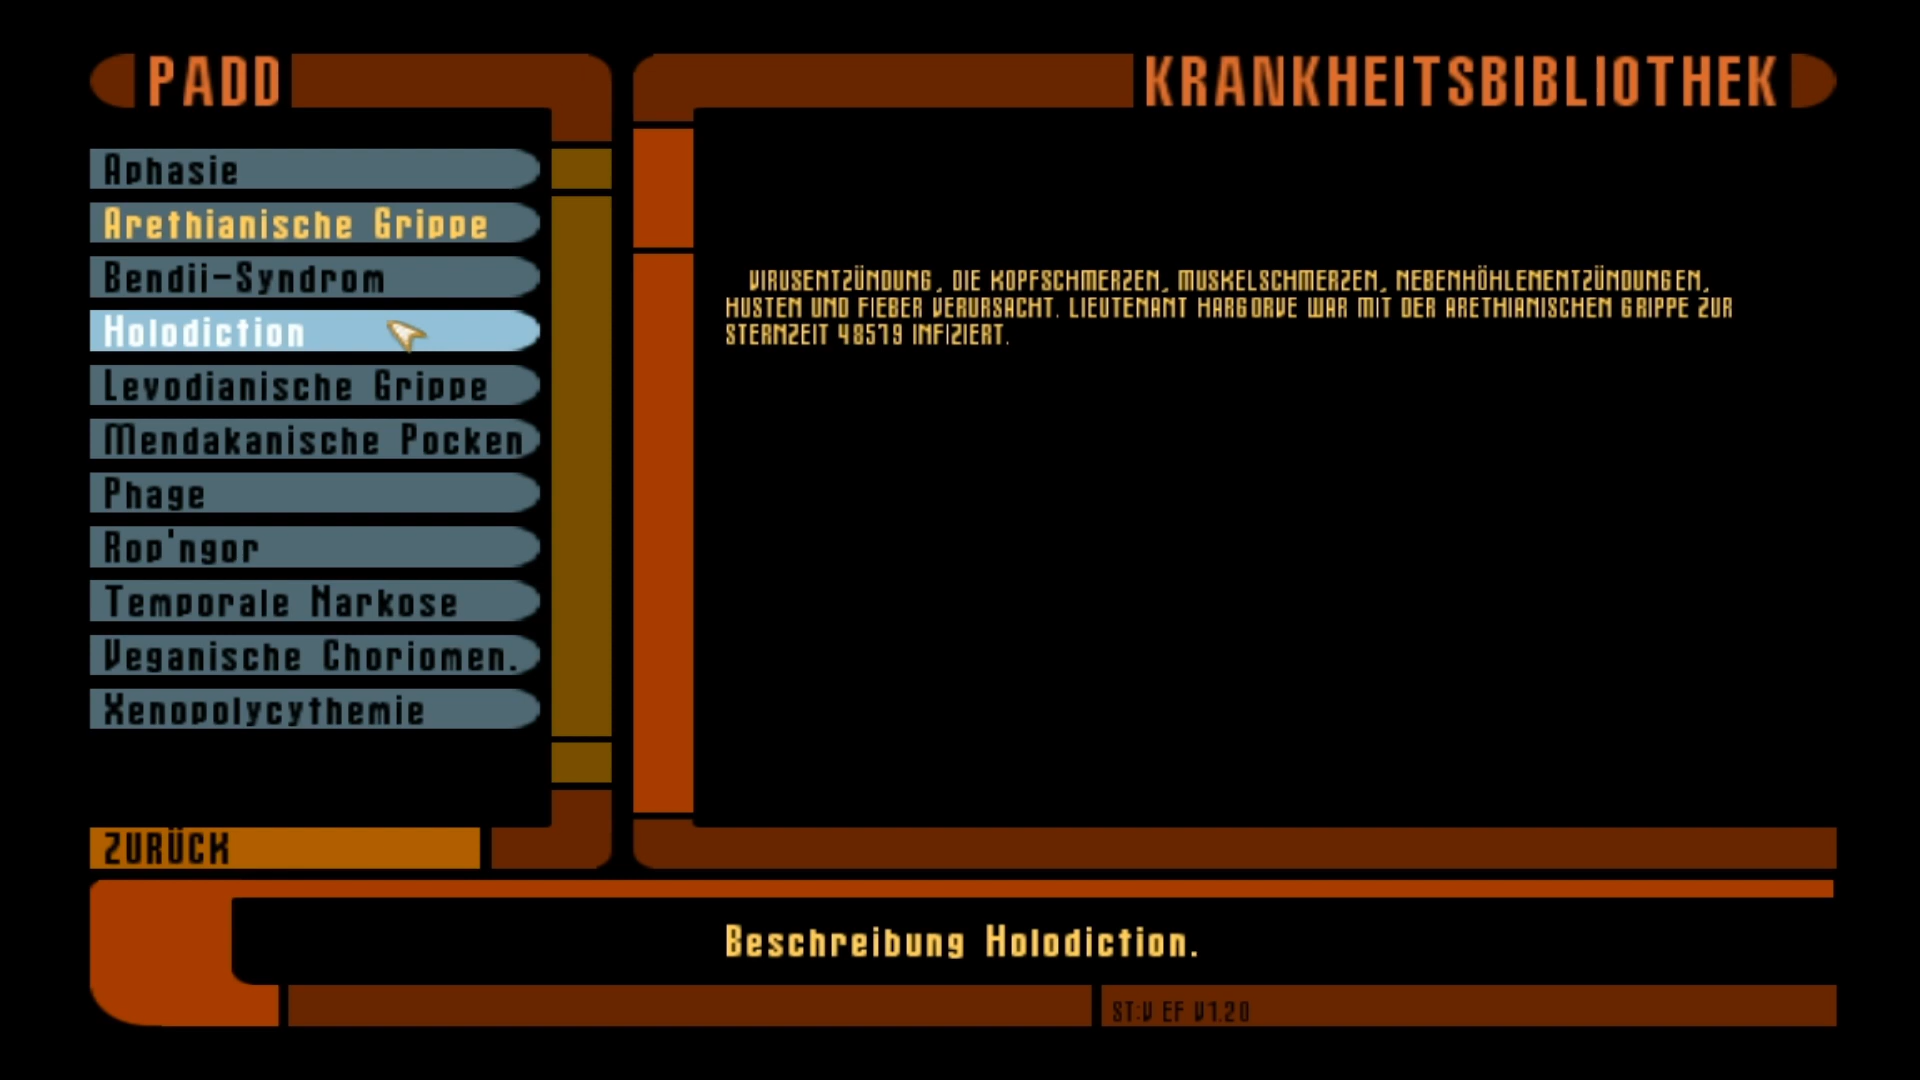 PADD
KRANKHEITSBIBLIOTHEK
Aphasie
Arethianische Grippe
Bendii-Syndrom
Holodiction
Levodianische Grippe
Mendakanische Pocken
Phage
Rop'ngor
Temporale Narkose
Veganische Choriomen.
Xenopolycythemie
ZURÜCK
VIRUSENTZÜNDUNG, DIE KOPFSCHMERZEN, MUSKELSCHMERZEN, NEBENHÖHLENENTZÜNDUNGEN,
HUSTEN UND FIEBER VERURSACHT. LIEUTENANT HARGORVE WAR MIT DER ARETHIANISCHEN GRIPPE ZUR
STERNZEIT 48579 INFIZIERT.
Beschreibung Holodiction.
ST:V EF V1.20